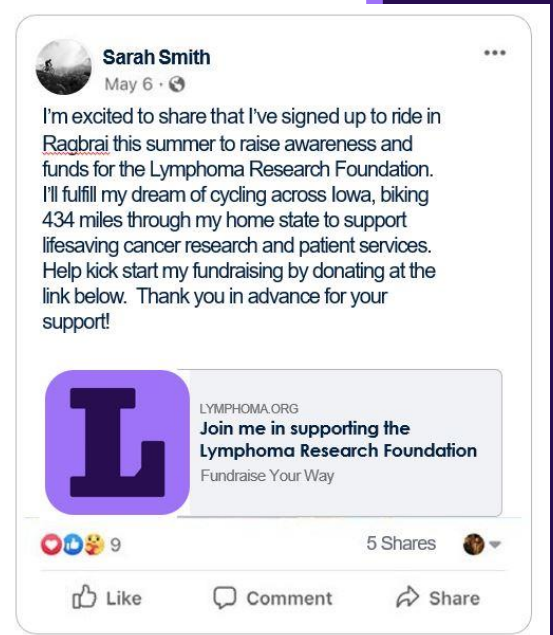 Sarah Smith
May 6 ·
I'm excited to share that I've signed up to ride in
Ragbrai this summer to raise awareness and
funds for the Lymphoma Research Foundation.
I'll fulfill my dream of cycling across Iowa, biking
434 miles through my home state to support
lifesaving cancer research and patient services.
Help kick start my fundraising by donating at the
link below.  Thank you in advance for your
support!
L
LYMPHOMA.ORG
Join me in supporting the
Lymphoma Research Foundation
Fundraise Your Way
9
5 Shares
Like
Comment
Share